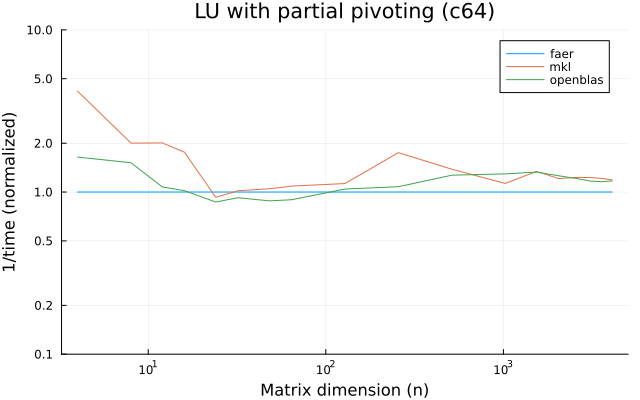 LU with partial pivoting (c64)
10.0
5.0
2.0
1.0
0.5
0.2
0.1
1/time (normalized)
faer
mkl
openblas
10¹
10²
10³
Matrix dimension (n)